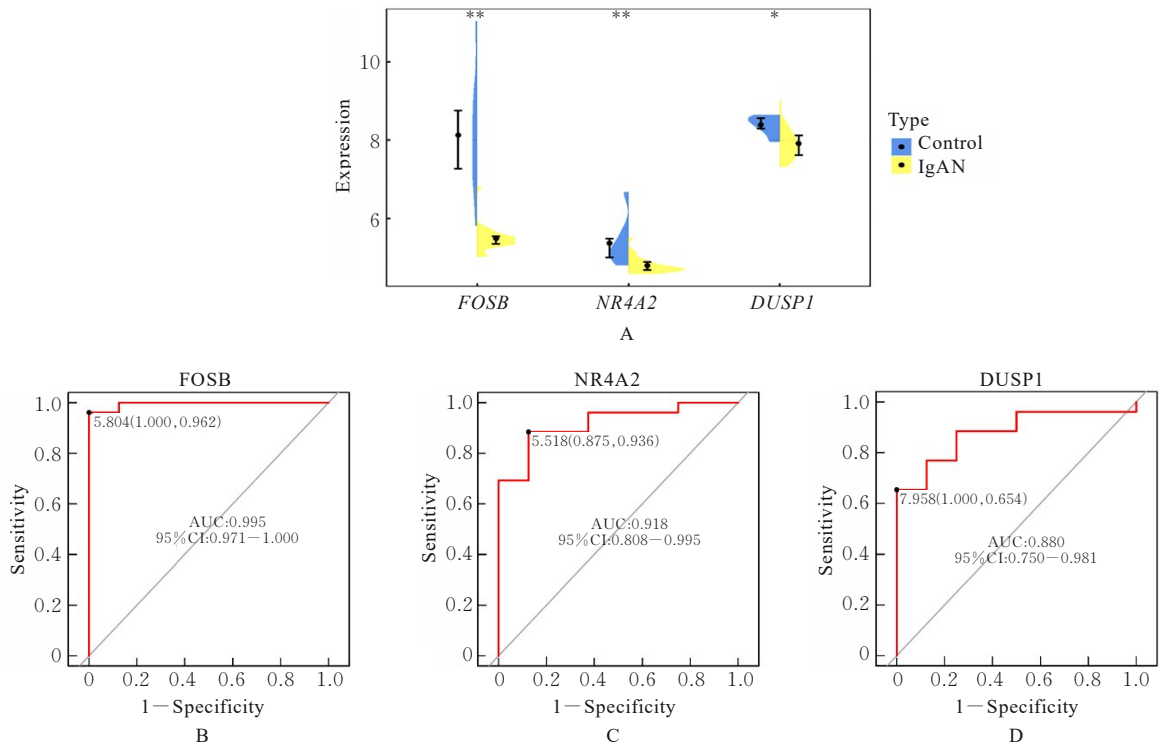 **
**
*
10
8
6
Expression
FOSB
NR4A2
DUSP1
Type
Control
IgAN
A
FOSB
1.0
0.8
0.6
0.4
0.2
0
Sensitivity
5.804(1.000,0.962)
AUC:0.995
95%CI:0.971-1.000
0
0.2
0.4
0.6
0.8
1.0
1-Specificity
B
NR4A2
1.0
0.8
0.6
0.4
0.2
0
Sensitivity
5.518(0.875,0.936)
AUC:0.918
95%CI:0.808-0.995
0
0.2
0.4
0.6
0.8
1.0
1-Specificity
C
DUSP1
1.0
0.8
0.6
0.4
0.2
0
Sensitivity
7.958(1.000,0.654)
AUC:0.880
95%CI:0.750-0.981
0
0.2
0.4
0.6
0.8
1.0
1-Specificity
D